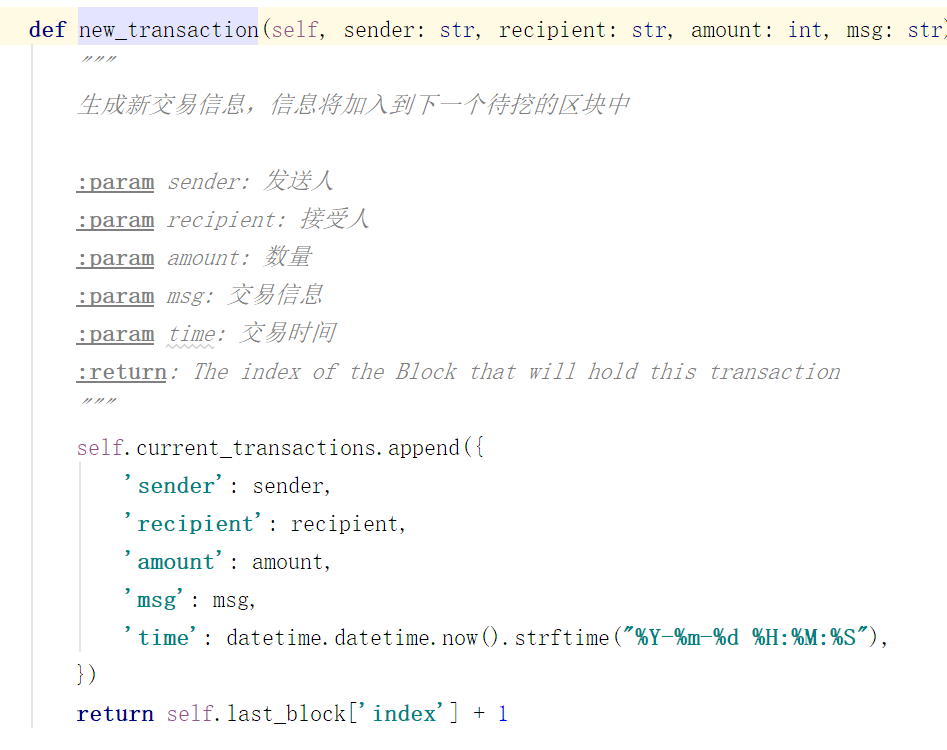 def new_transaction(self, sender: str, recipient: str, amount: int, msg: str)
"""
生成新交易信息，信息将加入到下一个待挖的区块中
:param sender: 发送人
:param recipient: 接受人
:param amount: 数量
:param msg: 交易信息
:param time: 交易时间
:return: The index of the Block that will hold this transaction
"""
self.current_transactions.append({
'sender': sender,
'recipient': recipient,
'amount': amount,
'msg': msg,
'time': datetime.datetime.now().strftime("%Y-%m-%d %H:%M:%S"),
})
return self.last_block['index'] + 1